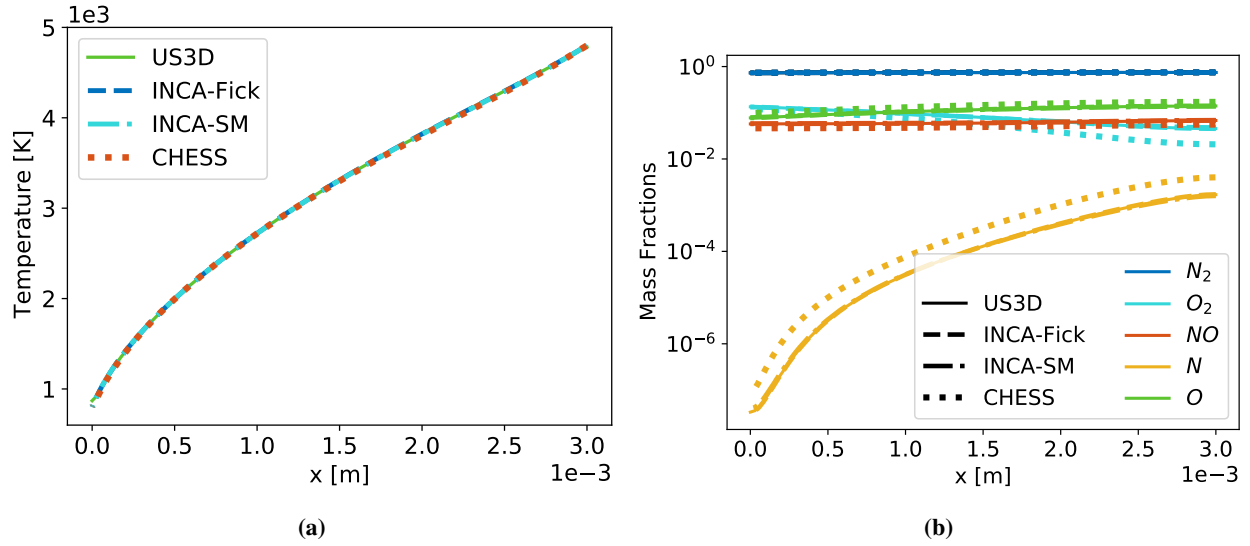 1e3
5
4
3
2
1
Temperature [K]
US3D
INCA-Fick
INCA-SM
CHESS
0.0 0.5 1.0 1.5 2.0 2.5 3.0
x [m]
1e−3
(a)
10^0
10^−2
10^−4
10^−6
Mass Fractions
US3D
INCA-Fick
INCA-SM
CHESS
N_2
O_2
NO
N
O
0.0 0.5 1.0 1.5 2.0 2.5 3.0
x [m]
1e−3
(b)